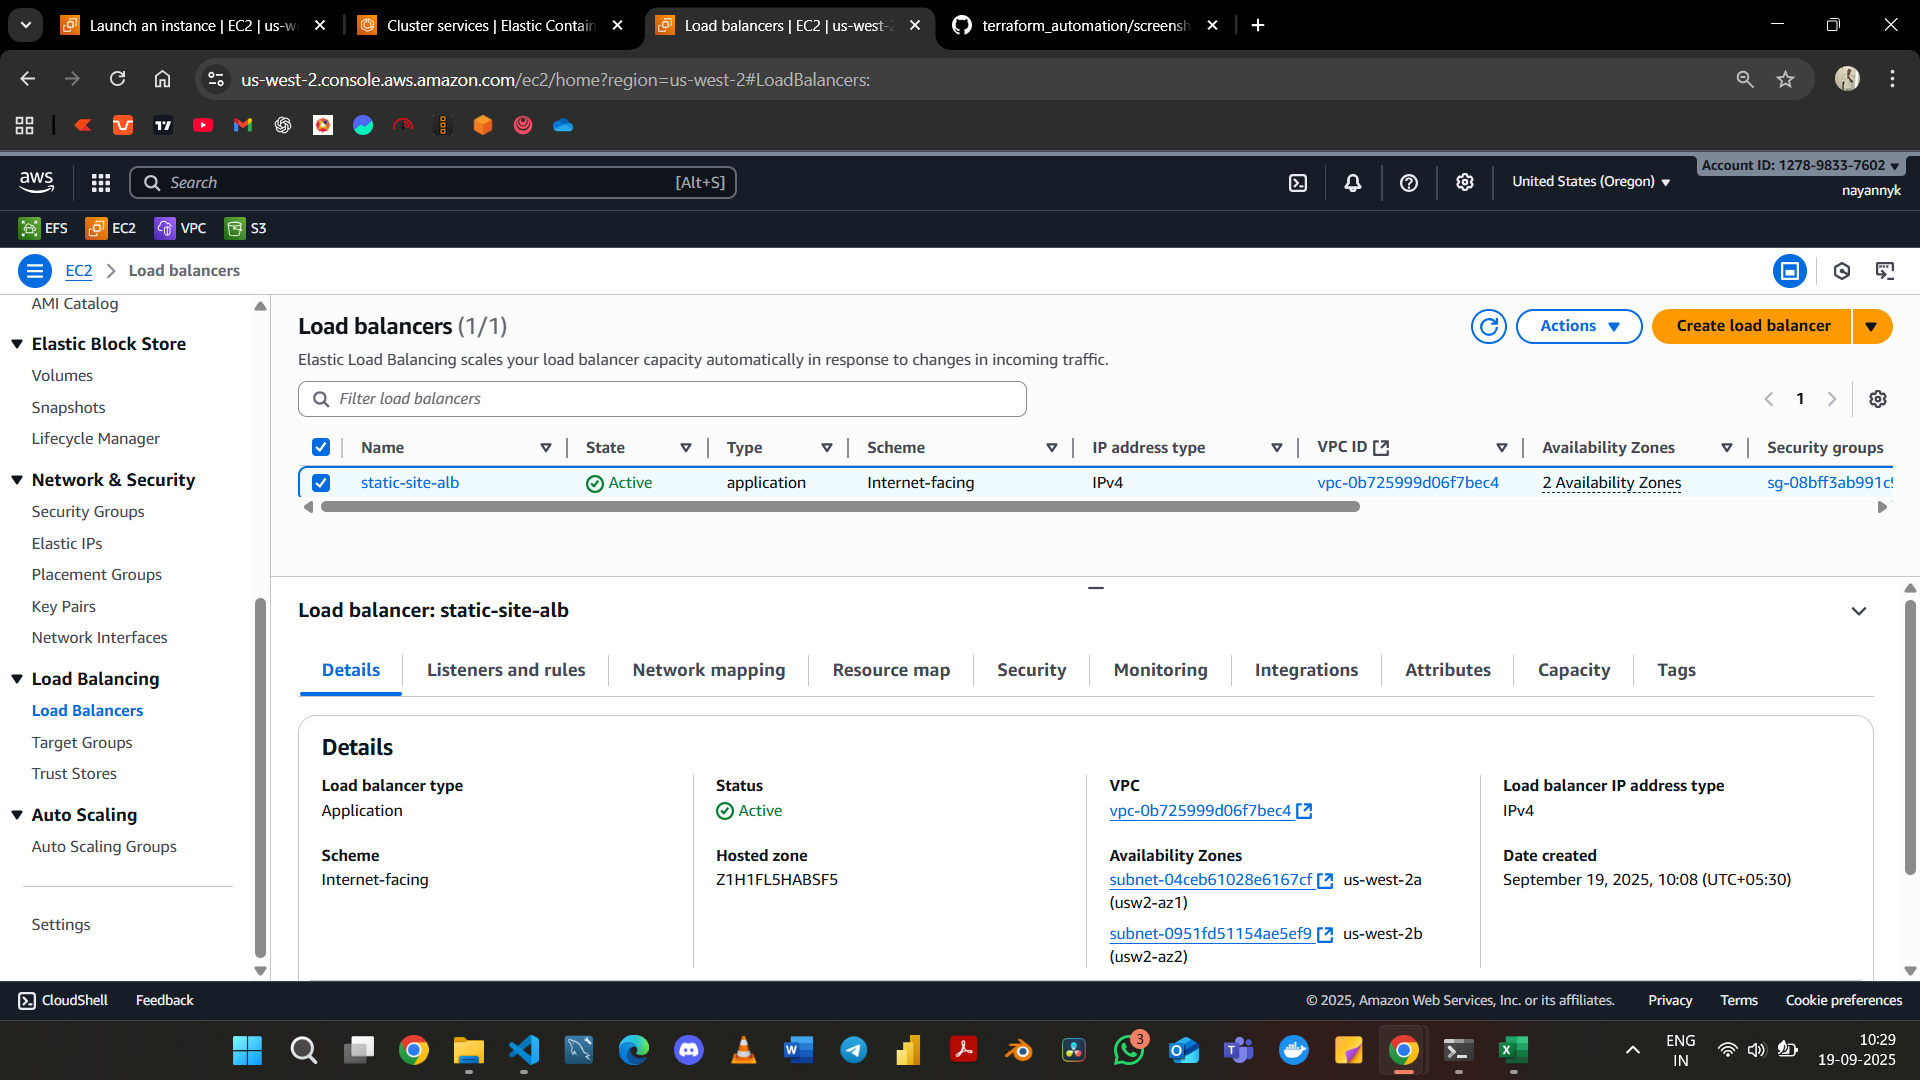 Launch an instance | EC2 | us-w
Cluster services | Elastic Contain
Load balancers | EC2 | us-west-2
terraform_automation/screensh
us-west-2.console.aws.amazon.com/ec2/home?region=us-west-2#LoadBalancers:
aws
Search
[Alt+S]
United States (Oregon)
Account ID: 1278-9833-7602
nayannyk
EFS
EC2
VPC
S3
EC2
Load balancers
AMI Catalog
Elastic Block Store
Volumes
Snapshots
Lifecycle Manager
Network & Security
Security Groups
Elastic IPs
Placement Groups
Key Pairs
Network Interfaces
Load Balancing
Load Balancers
Target Groups
Trust Stores
Auto Scaling
Auto Scaling Groups
Settings
Load balancers (1/1)
Actions
Create load balancer
Elastic Load Balancing scales your load balancer capacity automatically in response to changes in incoming traffic.
Filter load balancers
1
Name State Type Scheme IP address type VPC ID Availability Zones Security groups
static-site-alb Active application Internet-facing IPv4 vpc-0b725999d06f7bec4 2 Availability Zones sg-08bff3ab991c9
Load balancer: static-site-alb
Details Listeners and rules Network mapping Resource map Security Monitoring Integrations Attributes Capacity Tags
Details
Load balancer type
Application
Scheme
Internet-facing
Status
Active
Hosted zone
Z1H1FL5HABSF5
VPC
vpc-0b725999d06f7bec4
Availability Zones
subnet-04ceb61028e6167cf us-west-2a
(usw2-az1)
subnet-0951fd51154ae5ef9 us-west-2b
(usw2-az2)
Load balancer IP address type
IPv4
Date created
September 19, 2025, 10:08 (UTC+05:30)
CloudShell
Feedback
© 2025, Amazon Web Services, Inc. or its affiliates.
Privacy
Terms
Cookie preferences
3
ENG
IN
10:29
19-09-2025